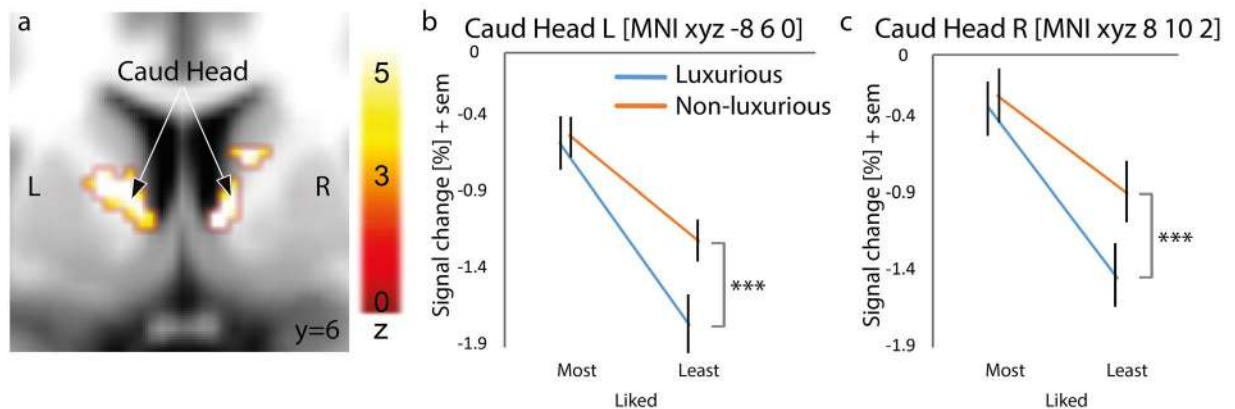 a
Caud Head
L
R
y=6
5
3
0
z
b Caud Head L [MNI xyz -8 6 0]
Signal change [%] + sem
0
-0.4
-0.9
-1.4
-1.9
Luxurious
Non-luxurious
***
Most Least
Liked
c Caud Head R [MNI xyz 8 10 2]
Signal change [%] + sem
0
-0.4
-0.9
-1.4
-1.9
***
Most Least
Liked